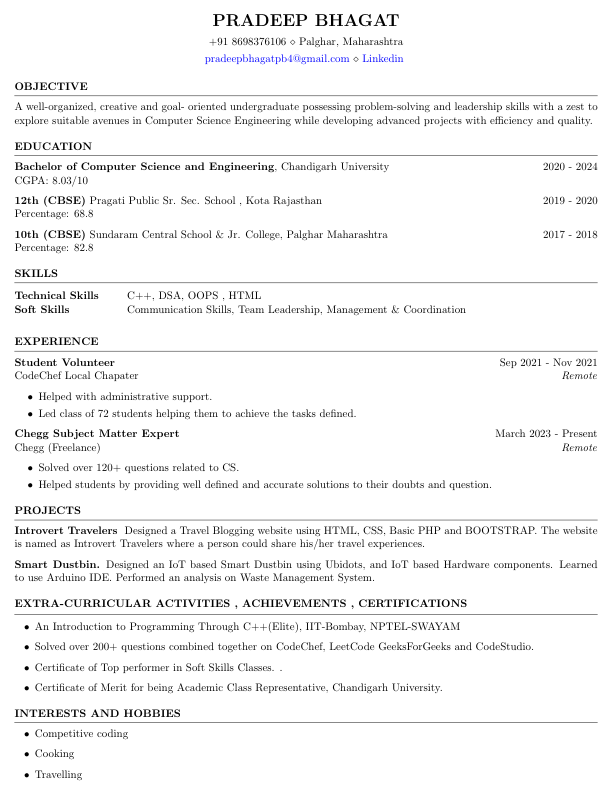 PRADEEP BHAGAT
+91 8698376106 ⋄ Palghar, Maharashtra
pradeepbhagatpb4@gmail.com ⋄ Linkedin
OBJECTIVE
A well-organized, creative and goal- oriented undergraduate possessing problem-solving and leadership skills with a zest to
explore suitable avenues in Computer Science Engineering while developing advanced projects with efficiency and quality.
EDUCATION
Bachelor of Computer Science and Engineering, Chandigarh University 2020 - 2024
CGPA: 8.03/10
12th (CBSE) Pragati Public Sr. Sec. School , Kota Rajasthan 2019 - 2020
Percentage: 68.8
10th (CBSE) Sundaram Central School & Jr. College, Palghar Maharashtra 2017 - 2018
Percentage: 82.8
SKILLS
Technical Skills C++, DSA, OOPS , HTML
Soft Skills Communication Skills, Team Leadership, Management & Coordination
EXPERIENCE
Student Volunteer Sep 2021 - Nov 2021
CodeChef Local Chapater Remote
• Helped with administrative support.
• Led class of 72 students helping them to achieve the tasks defined.
Chegg Subject Matter Expert March 2023 - Present
Chegg (Freelance) Remote
• Solved over 120+ questions related to CS.
• Helped students by providing well defined and accurate solutions to their doubts and question.
PROJECTS
Introvert Travelers Designed a Travel Blogging website using HTML, CSS, Basic PHP and BOOTSTRAP. The website
is named as Introvert Travelers where a person could share his/her travel experiences.
Smart Dustbin. Designed an IoT based Smart Dustbin using Ubidots, and IoT based Hardware components. Learned
to use Arduino IDE. Performed an analysis on Waste Management System.
EXTRA-CURRICULAR ACTIVITIES , ACHIEVEMENTS , CERTIFICATIONS
• An Introduction to Programming Through C++(Elite), IIT-Bombay, NPTEL-SWAYAM
• Solved over 200+ questions combined together on CodeChef, LeetCode GeeksForGeeks and CodeStudio.
• Certificate of Top performer in Soft Skills Classes. .
• Certificate of Merit for being Academic Class Representative, Chandigarh University.
INTERESTS AND HOBBIES
• Competitive coding
• Cooking
• Travelling